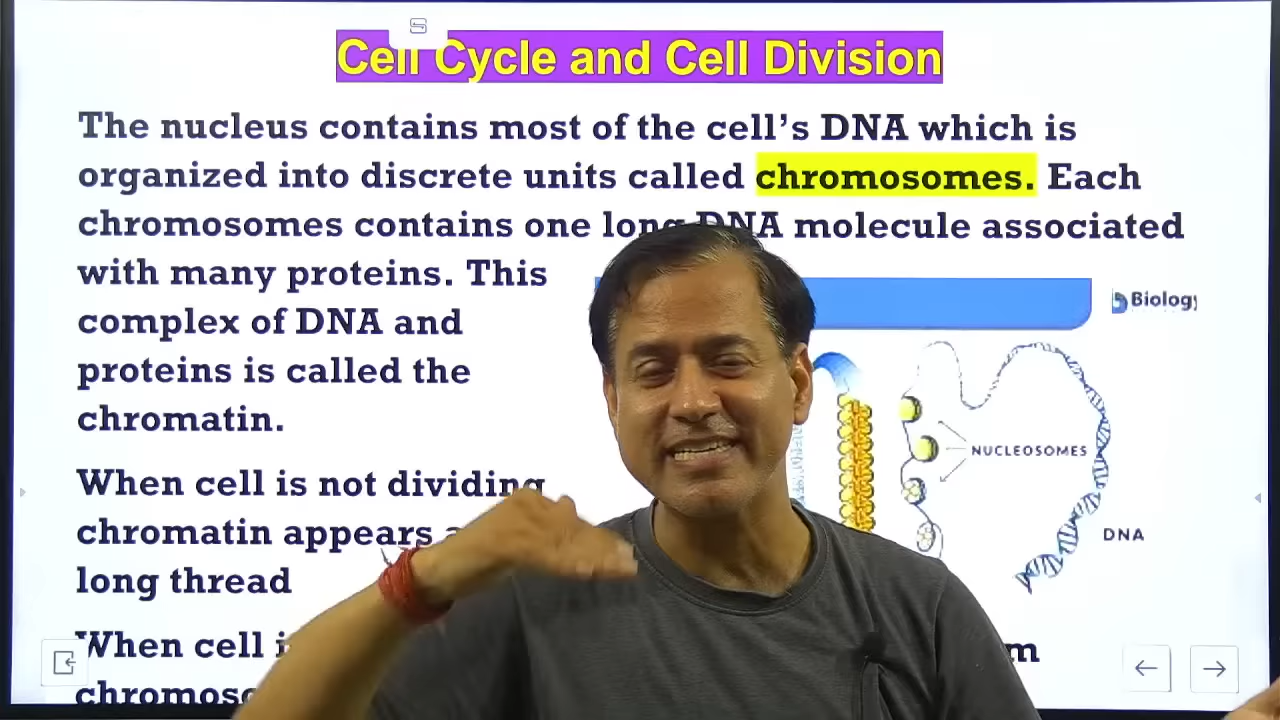 Cell Cycle and Cell Division
The nucleus contains most of the cell’s DNA which is
organized into discrete units called chromosomes. Each
chromosomes contains one long DNA molecule associated
with many proteins. This
complex of DNA and
proteins is called the
chromatin.
Biology
NUCLEOSOMES
DNA
When cell is not dividing
chromatin appears
long thread
When cell